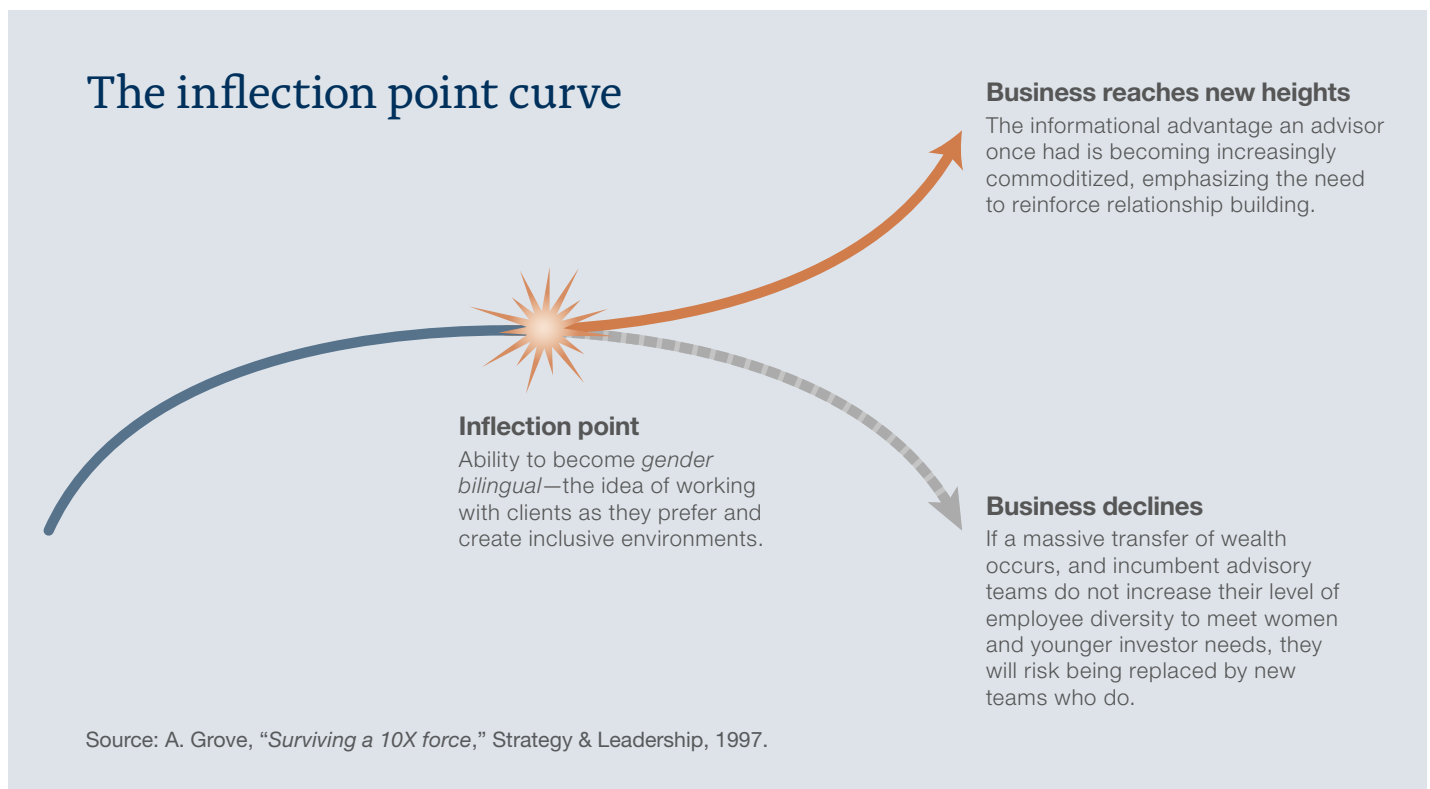 The inflection point curve
Business reaches new heights
The informational advantage an advisor
once had is becoming increasingly
commoditized, emphasizing the need
to reinforce relationship building.
Inflection point
Ability to become gender
bilingual—the idea of working
with clients as they prefer and
create inclusive environments.
Business declines
If a massive transfer of wealth
occurs, and incumbent advisory
teams do not increase their level of
employee diversity to meet women
and younger investor needs, they
will risk being replaced by new
teams who do.
Source: A. Grove, “Surviving a 10X force,” Strategy & Leadership, 1997.